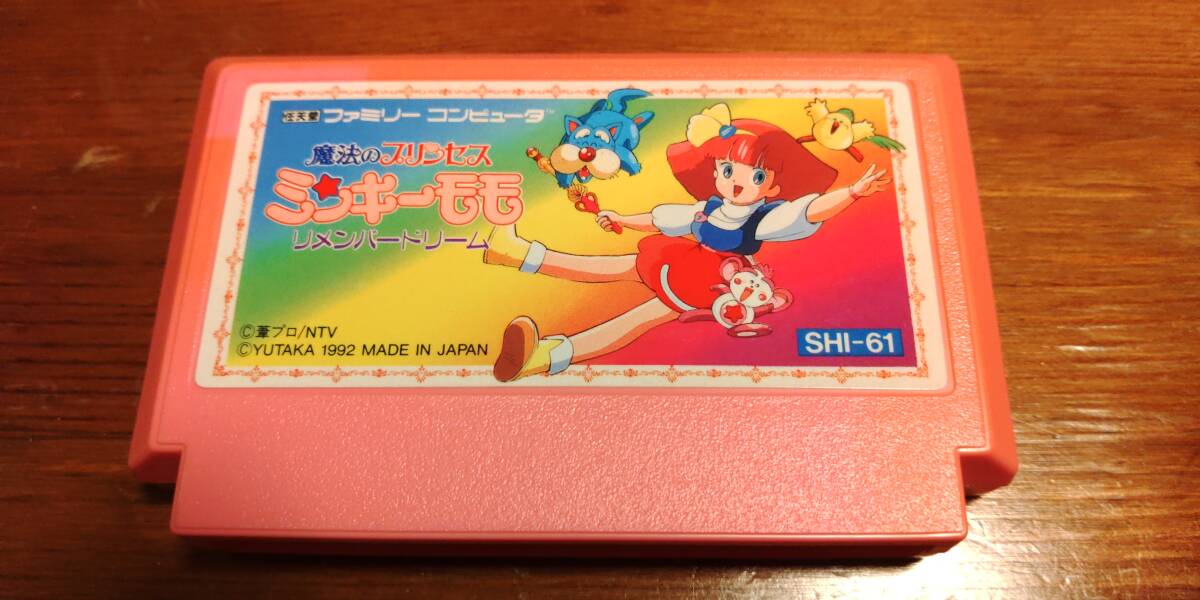 任天堂 ファミリー コンピュータ™
魔法のプリンセス
ミンキーモモ
リメンバードリーム
©葦プロ/NTV
©YUTAKA 1992 MADE IN JAPAN
SHI-61